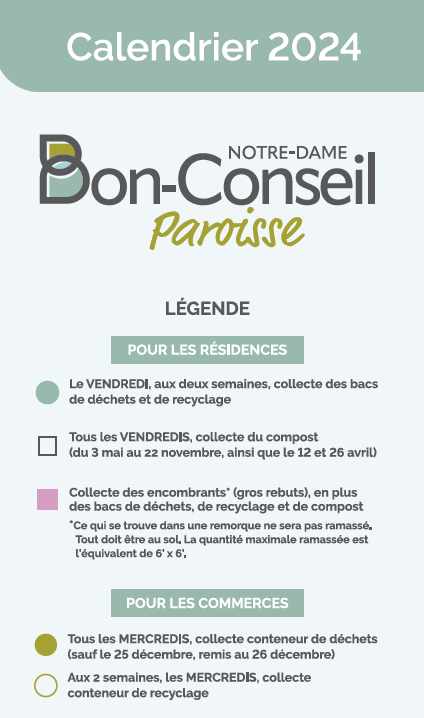 Calendrier 2024
NOTRE-DAME
Bon-Conseil
Paroisse
LÉGENDE
POUR LES RÉSIDENCES
Le VENDREDI, aux deux semaines, collecte des bacs
de déchets et de recyclage
Tous les VENDREDIS, collecte du compost
(du 3 mai au 22 novembre, ainsi que le 12 et 26 avril)
Collecte des encombrants* (gros rebuts), en plus
des bacs de déchets, de recyclage et de compost
*Ce qui se trouve dans une remorque ne sera pas ramassé.
Tout doit être au sol. La quantité maximale ramassée est
l'équivalent de 6' x 6'.
POUR LES COMMERCES
Tous les MERCREDIS, collecte conteneur de déchets
(sauf le 25 décembre, remis au 26 décembre)
Aux 2 semaines, les MERCREDIS, collecte
conteneur de recyclage